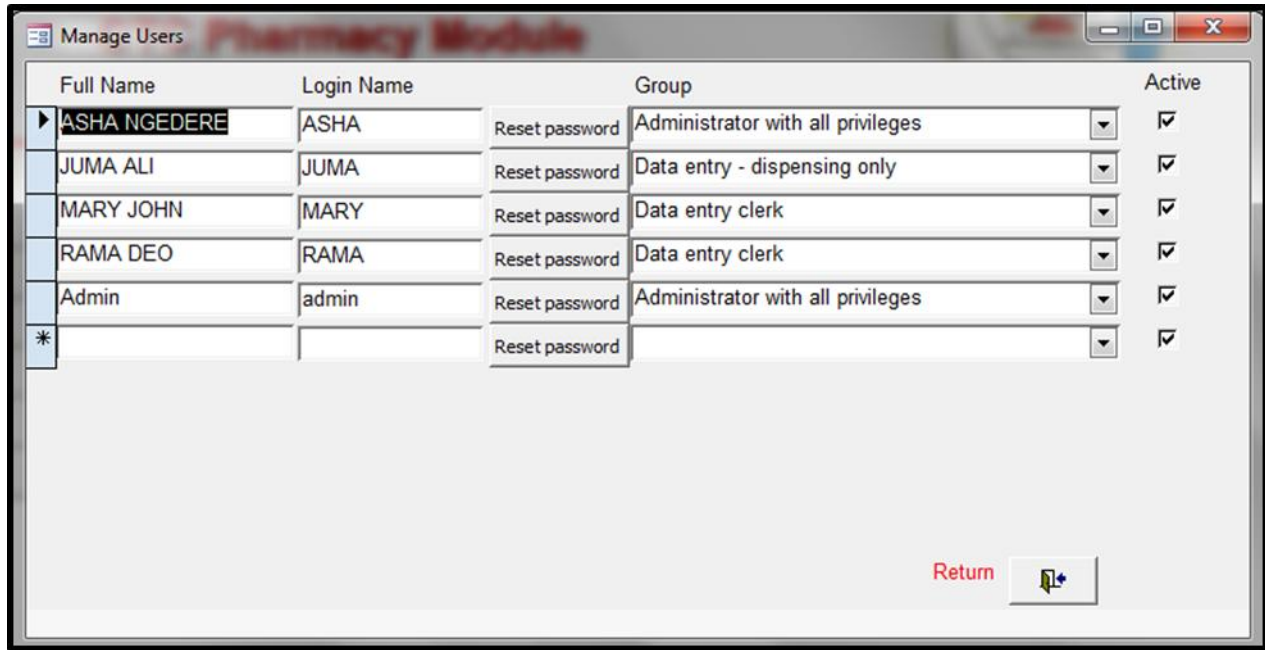 Manage Users
Pharmacy Module
Full Name Login Name Group Active
ASHA NGEDERE ASHA Reset password Administrator with all privileges
JUMA ALI JUMA Reset password Data entry - dispensing only
MARY JOHN MARY Reset password Data entry clerk
RAMA DEO RAMA Reset password Data entry clerk
Admin admin Reset password Administrator with all privileges
* Reset password
Return